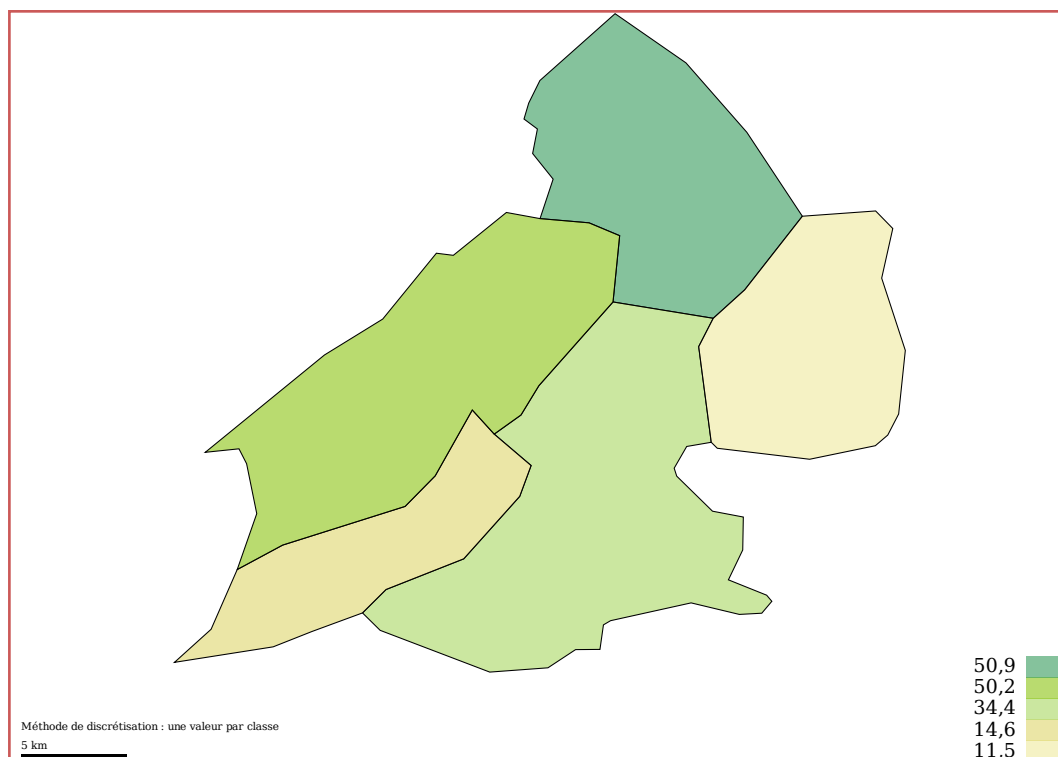 50,9
50,2
34,4
14,6
11,5
Méthode de discrétisation : une valeur par classe
5 km